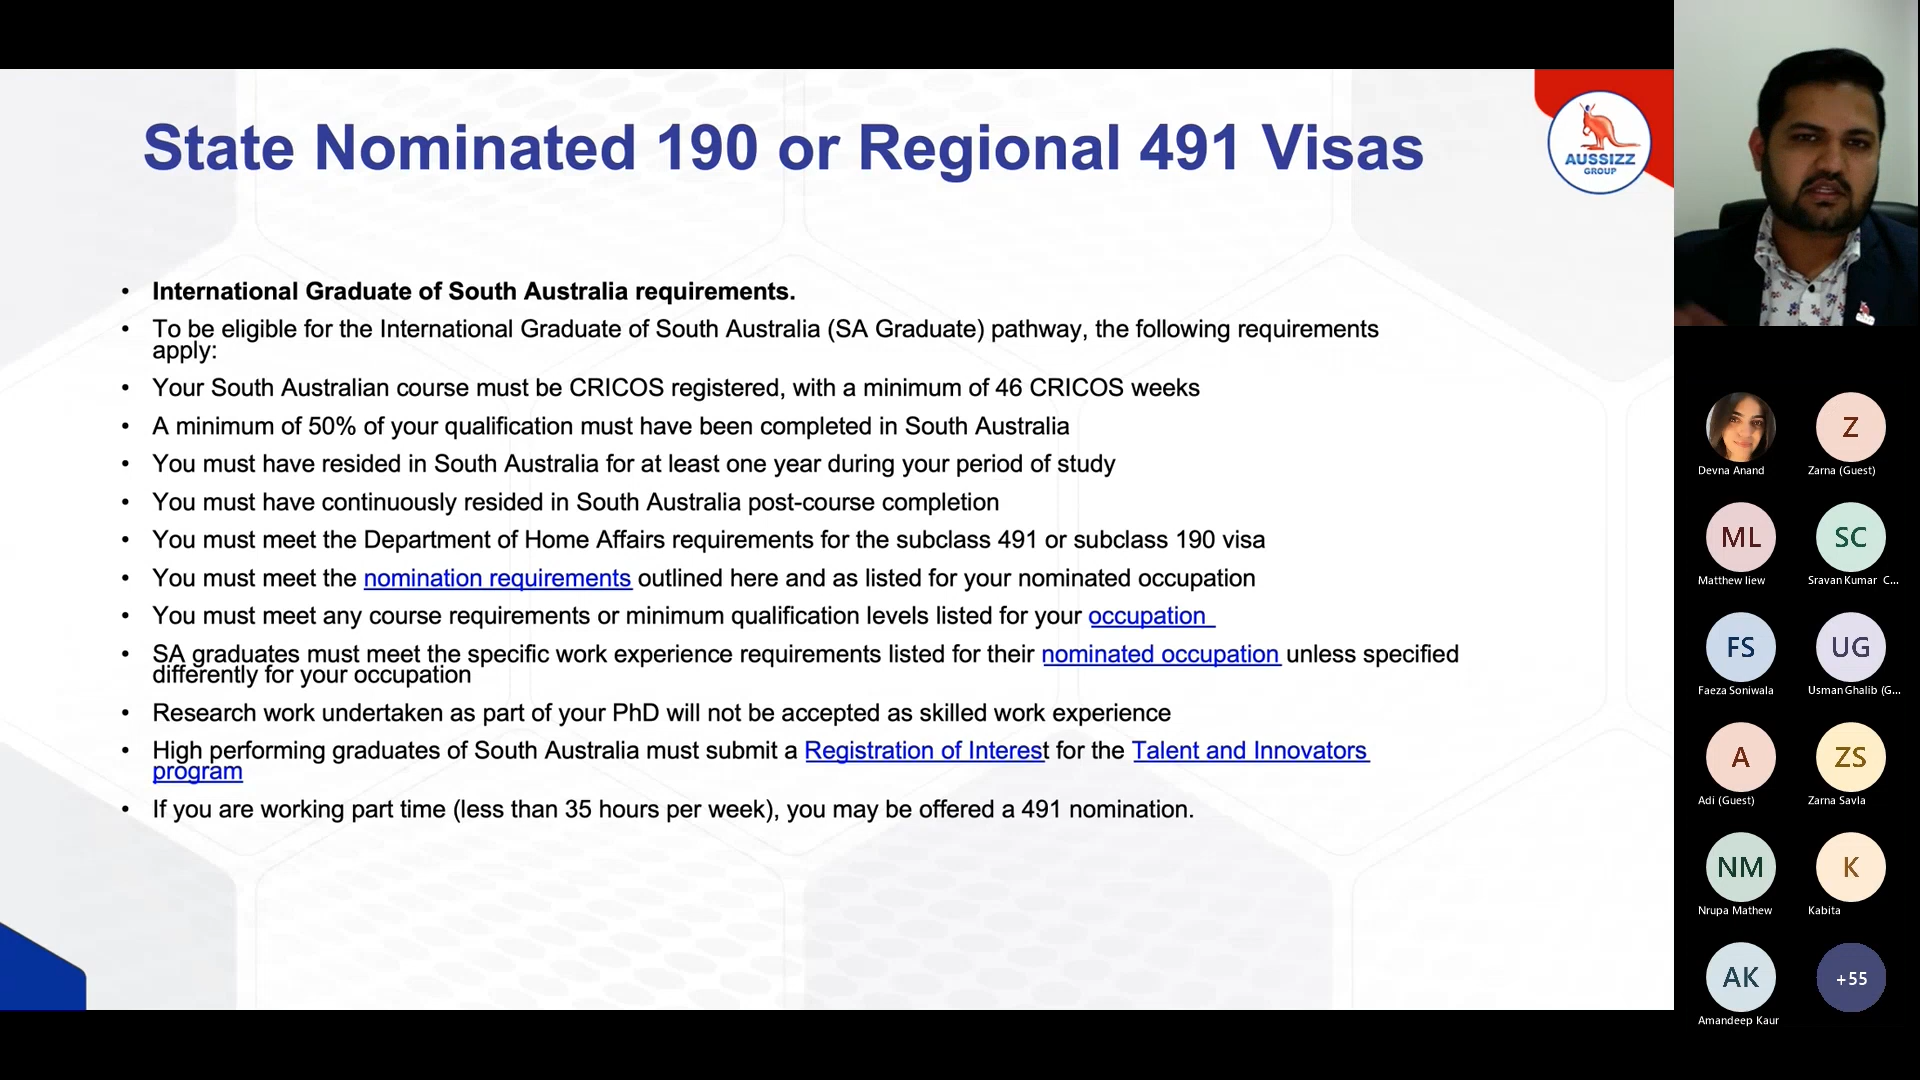 State Nominated 190 or Regional 491 Visas
AUSSIZZ
GROUP
• International Graduate of South Australia requirements.
• To be eligible for the International Graduate of South Australia (SA Graduate) pathway, the following requirements
apply:
• Your South Australian course must be CRICOS registered, with a minimum of 46 CRICOS weeks
• A minimum of 50% of your qualification must have been completed in South Australia
• You must have resided in South Australia for at least one year during your period of study
• You must have continuously resided in South Australia post-course completion
• You must meet the Department of Home Affairs requirements for the subclass 491 or subclass 190 visa
• You must meet the nomination requirements outlined here and as listed for your nominated occupation
• You must meet any course requirements or minimum qualification levels listed for your occupation
• SA graduates must meet the specific work experience requirements listed for their nominated occupation unless specified
differently for your occupation
• Research work undertaken as part of your PhD will not be accepted as skilled work experience
• High performing graduates of South Australia must submit a Registration of Interest for the Talent and Innovators
program
• If you are working part time (less than 35 hours per week), you may be offered a 491 nomination.
Z
Devna Anand
Zarna (Guest)
ML
SC
Matthew liew
Sravan Kumar C...
FS
UG
Faeza Soniwala
Usman Ghalib (G...
A
ZS
Adi (Guest)
Zarna Savla
NM
K
Nrupa Mathew
Kabita
AK
+55
Amandeep Kaur